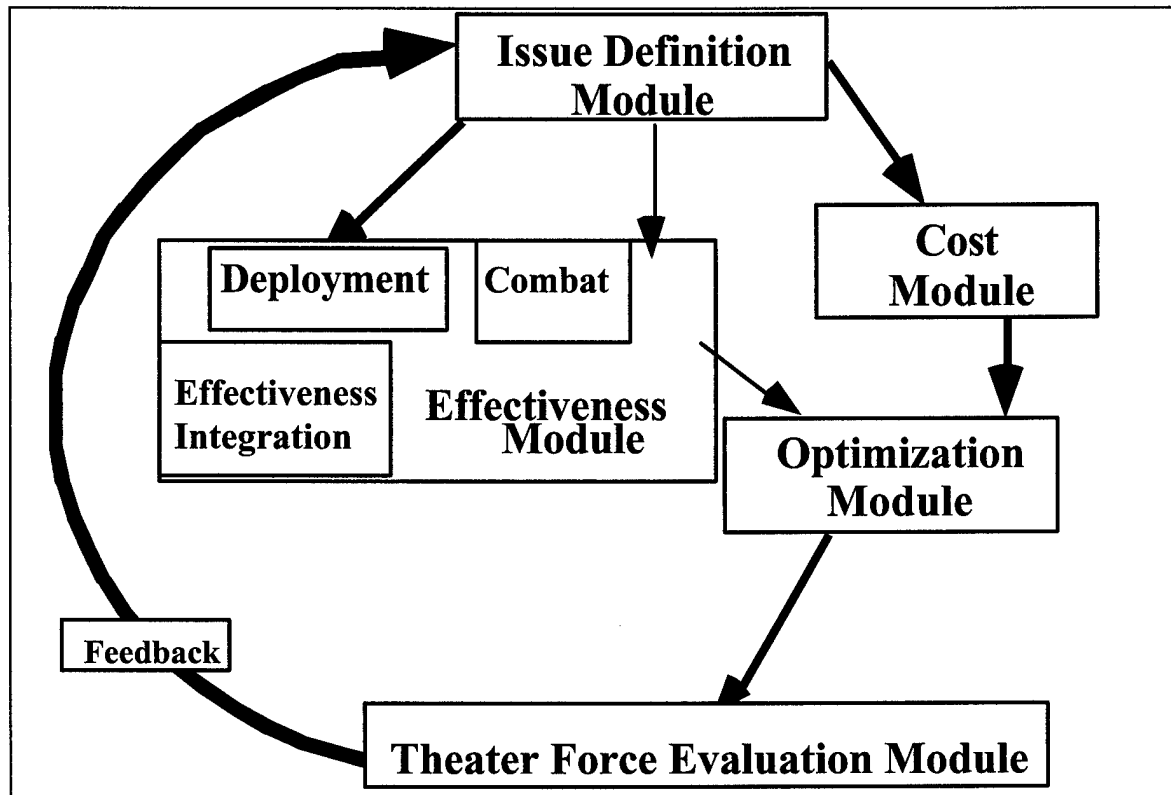 Issue Definition
Module
Cost
Module
Deployment
Combat
Effectiveness
Integration
Effectiveness
Module
Optimization
Module
Feedback
Theater Force Evaluation Module